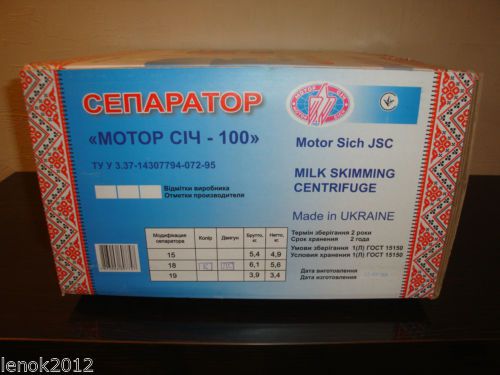 СЕПАРАТОР
«МОТОР СІЧ - 100»
ТУ У 3.37-14307794-072-95
МОТОР СІЧ
Motor Sich JSC
MILK SKIMMING
CENTRIFUGE
Made in UKRAINE
Відмітки виробника
Отметки производителя
Модифікация сепаратора Колір Двигун Брутто, кг. Нетто, кг.
15 5,4 4,9
18 6,1 5,6
19 3,9 3,4
Термін зберігання 2 роки
Срок хранения 2 года
Умови зберігання 1(Л) ГОСТ 15150
Условия хранения 1(Л) ГОСТ 15150
Дата виготовлення
Дата изготовления
lenok2012